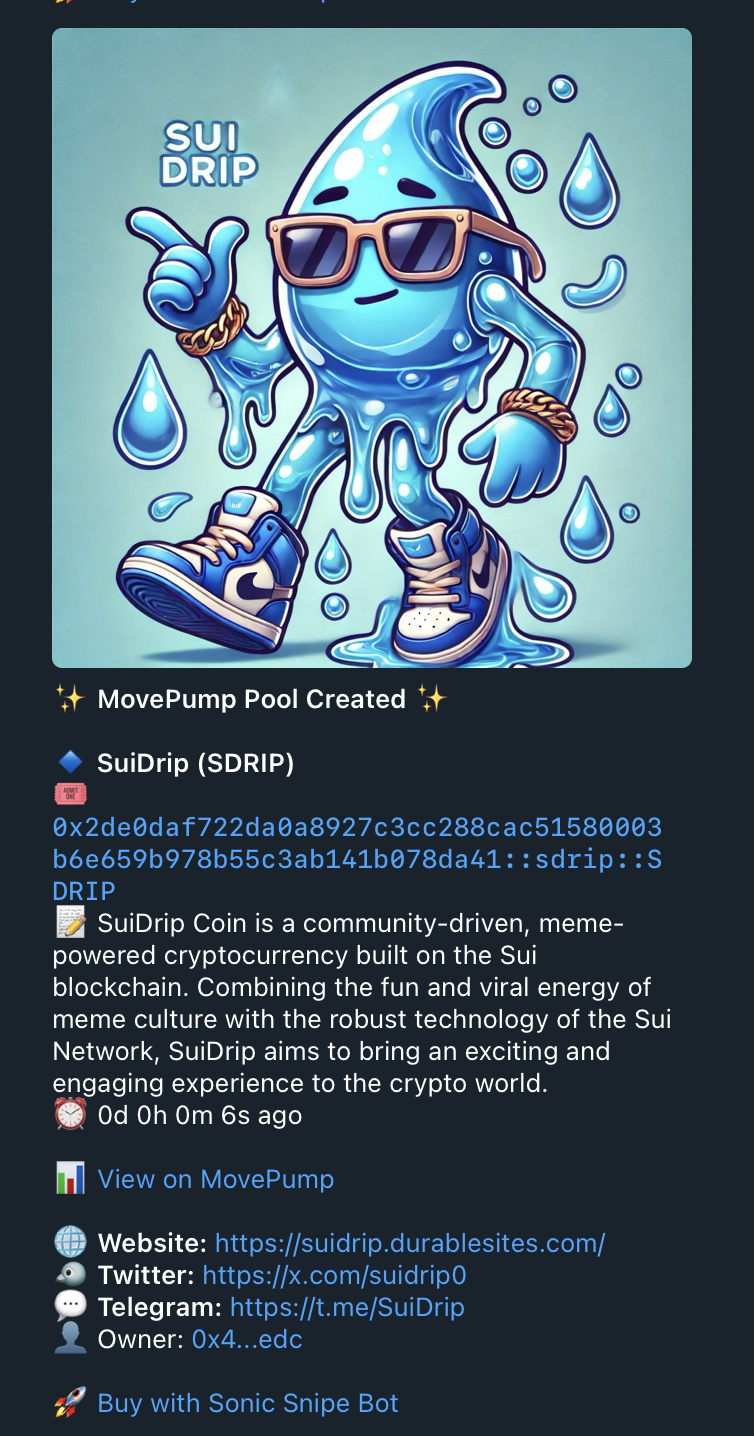 SUI
DRIP
✨ MovePump Pool Created ✨
🔷 SuiDrip (SDRIP)
🎟
0x2de0daf722da0a8927c3cc288cac51580003
b6e659b978b55c3ab141b078da41::sdrip::S
DRIP
📝 SuiDrip Coin is a community-driven, meme-
powered cryptocurrency built on the Sui
blockchain. Combining the fun and viral energy of
meme culture with the robust technology of the Sui
Network, SuiDrip aims to bring an exciting and
engaging experience to the crypto world.
⏰ 0d 0h 0m 6s ago
📊 View on MovePump
🌐 Website: https://suidrip.durablesites.com/
🐦 Twitter: https://x.com/suidrip0
💬 Telegram: https://t.me/SuiDrip
👤 Owner: 0x4...edc
🚀 Buy with Sonic Snipe Bot